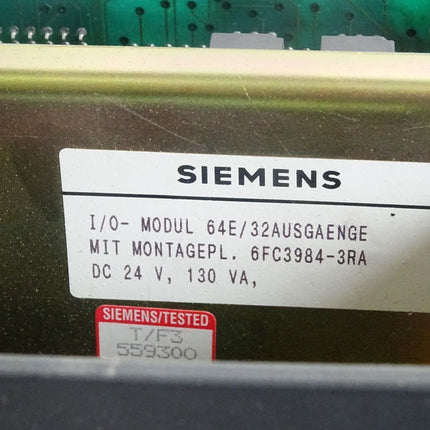 SIEMENS
I/O- MODUL 64E/32AUSGAENGE
MIT MONTAGEPL. 6FC3984-3RA
DC 24 V, 130 VA,
SIEMENS/TESTED
T/F3
559300